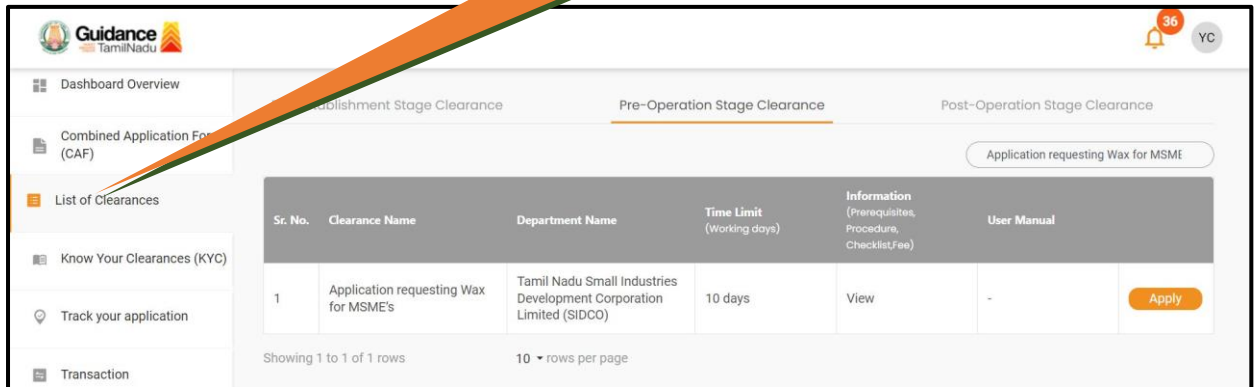 Guidance
TamilNadu
36
YC
Dashboard Overview
Combined Application For
(CAF)
List of Clearances
Know Your Clearances (KYC)
Track your application
Transaction
Stage Clearance
Pre-Operation Stage Clearance
Post-Operation Stage Clearance
Application requesting Wax for MSME
Sr. No.
Clearance Name
Department Name
Time Limit
(Working days)
Information
(Prerequisites,
Procedure,
Checklist,Fee)
User Manual
1
Application requesting Wax
for MSME's
Tamil Nadu Small Industries
Development Corporation
Limited (SIDCO)
10 days
View
-
Apply
Showing 1 to 1 of 1 rows
10 rows per page